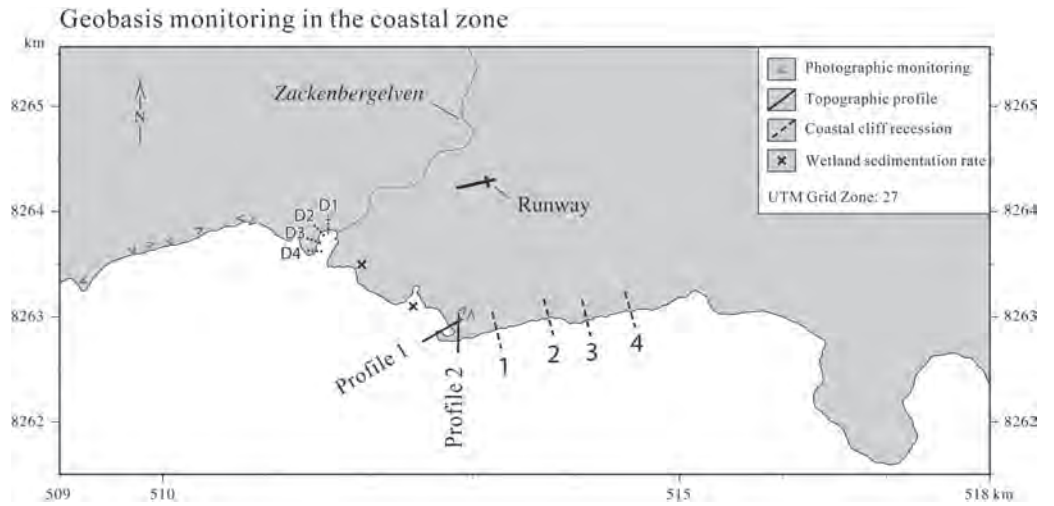 Geobasis monitoring in the coastal zone
km
8265
8264
8263
8262
Zackenbergelven
N
Runway
D1
D2
D3
D4
Profile 1
Profile 2
1
2
3
4
Photographic monitoring
Topographic profile
Coastal cliff recession
Wetland sedimentation rate
UTM Grid Zone: 27
8265
8264
8263
8262
509
510
515
518 km